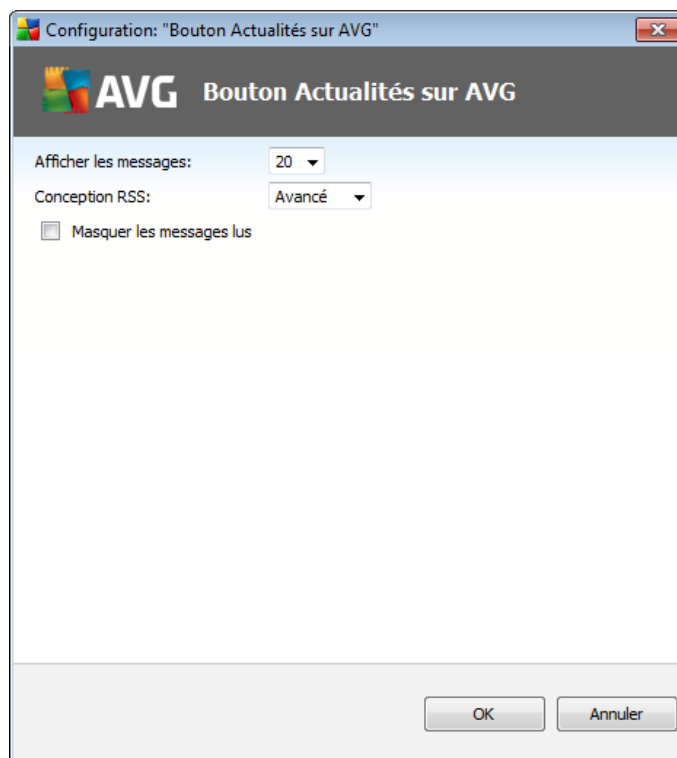 Configuration: "Bouton Actualités sur AVG"
AVG Bouton Actualités sur AVG
Afficher les messages: 20
Conception RSS: Avancé
Masquer les messages lus
OK Annuler